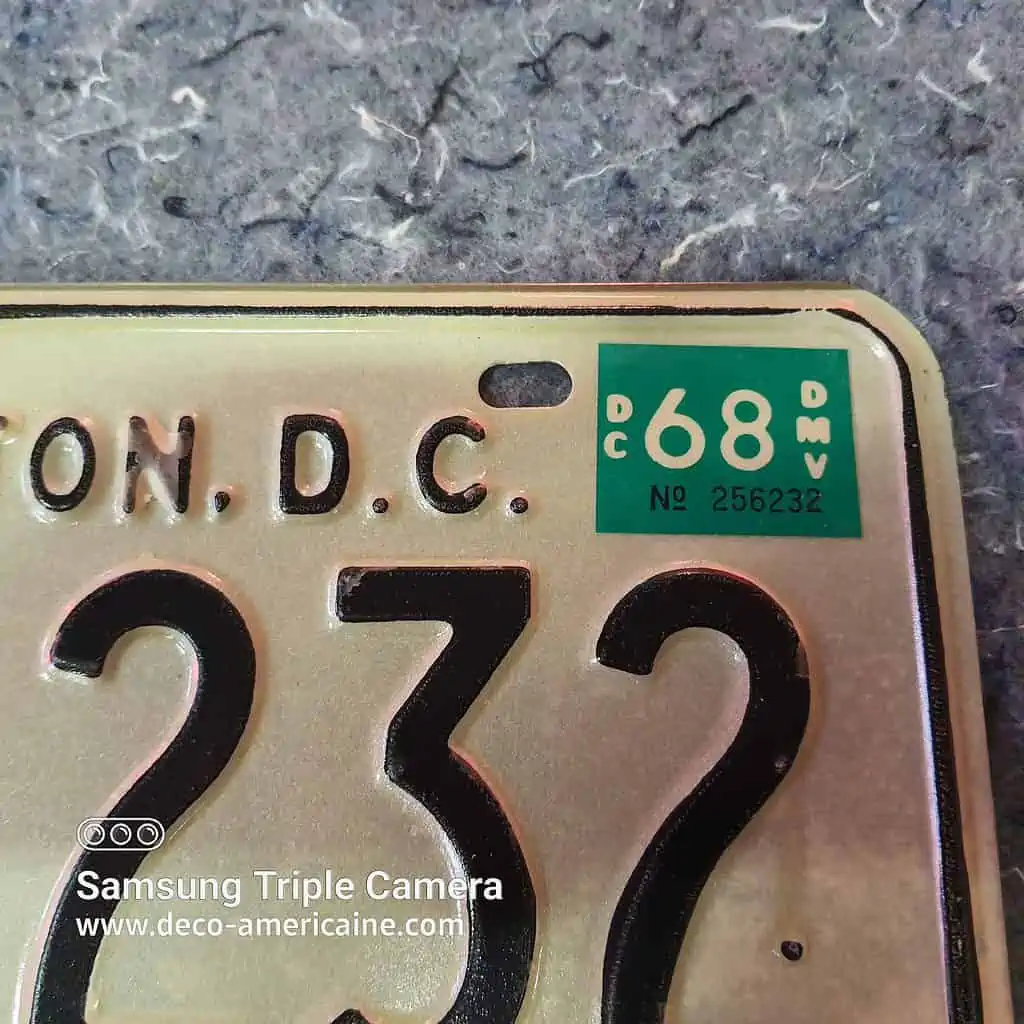 TON, D.C.
DC 68 DMV
Nº 256232
232
Samsung Triple Camera
www.deco-americaine.com